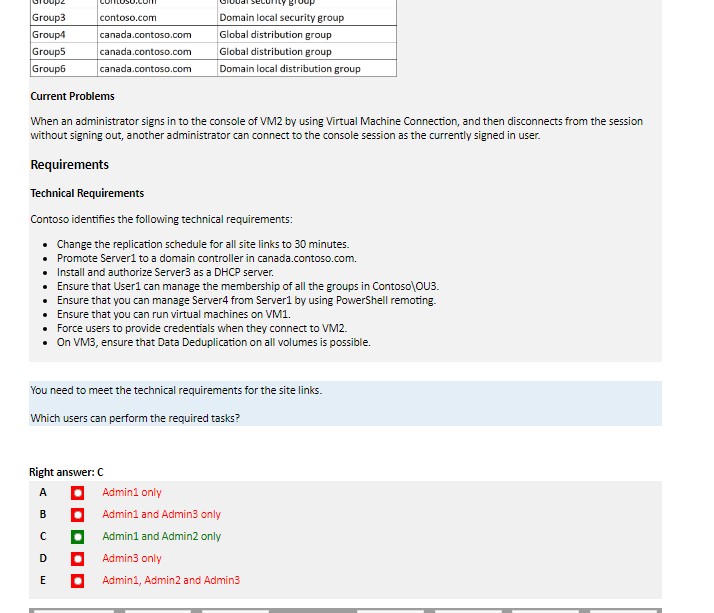 Group2 contoso.com Global security group
Group3 contoso.com Domain local security group
Group4 canada.contoso.com Global distribution group
Group5 canada.contoso.com Global distribution group
Group6 canada.contoso.com Domain local distribution group
Current Problems
When an administrator signs in to the console of VM2 by using Virtual Machine Connection, and then disconnects from the session
without signing out, another administrator can connect to the console session as the currently signed in user.
Requirements
Technical Requirements
Contoso identifies the following technical requirements:
• Change the replication schedule for all site links to 30 minutes.
• Promote Server1 to a domain controller in canada.contoso.com.
• Install and authorize Server3 as a DHCP server.
• Ensure that User1 can manage the membership of all the groups in Contoso\OU3.
• Ensure that you can manage Server4 from Server1 by using PowerShell remoting.
• Ensure that you can run virtual machines on VM1.
• Force users to provide credentials when they connect to VM2.
• On VM3, ensure that Data Deduplication on all volumes is possible.
You need to meet the technical requirements for the site links.
Which users can perform the required tasks?
Right answer: C
A Admin1 only
B Admin1 and Admin3 only
C Admin1 and Admin2 only
D Admin3 only
E Admin1, Admin2 and Admin3